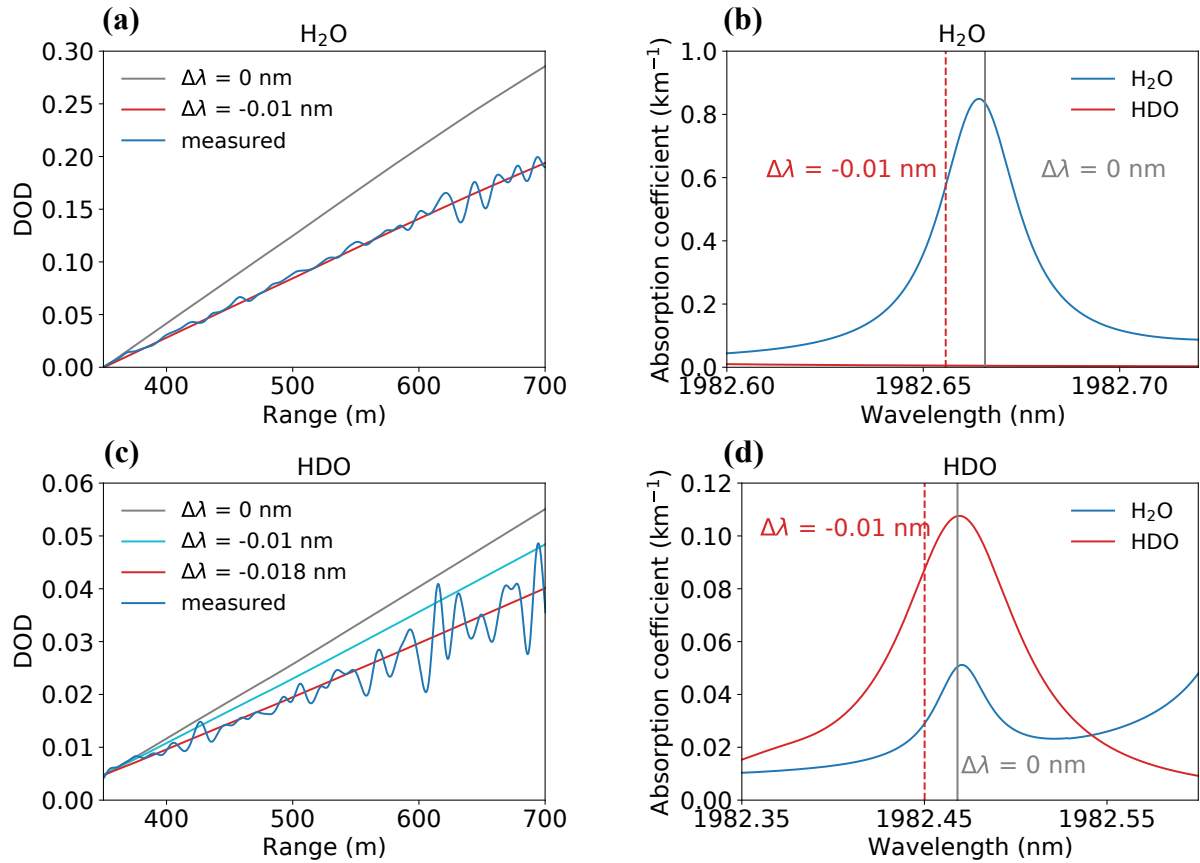 (a)
H₂O
0.30
0.25
0.20
0.15
0.10
0.05
0.00
DOD
Δλ = 0 nm
Δλ = -0.01 nm
measured
400
500
600
700
Range (m)
(b)
H₂O
1.0
0.8
0.6
0.4
0.2
0.0
Absorption coefficient (km⁻¹)
H₂O
HDO
Δλ = -0.01 nm
Δλ = 0 nm
1982.60
1982.65
1982.70
Wavelength (nm)
(c)
HDO
0.06
0.05
0.04
0.03
0.02
0.01
0.00
DOD
Δλ = 0 nm
Δλ = -0.01 nm
Δλ = -0.018 nm
measured
400
500
600
700
Range (m)
(d)
HDO
0.12
0.10
0.08
0.06
0.04
0.02
0.00
Absorption coefficient (km⁻¹)
Δλ = -0.01 nm
H₂O
HDO
Δλ = 0 nm
1982.35
1982.45
1982.55
Wavelength (nm)